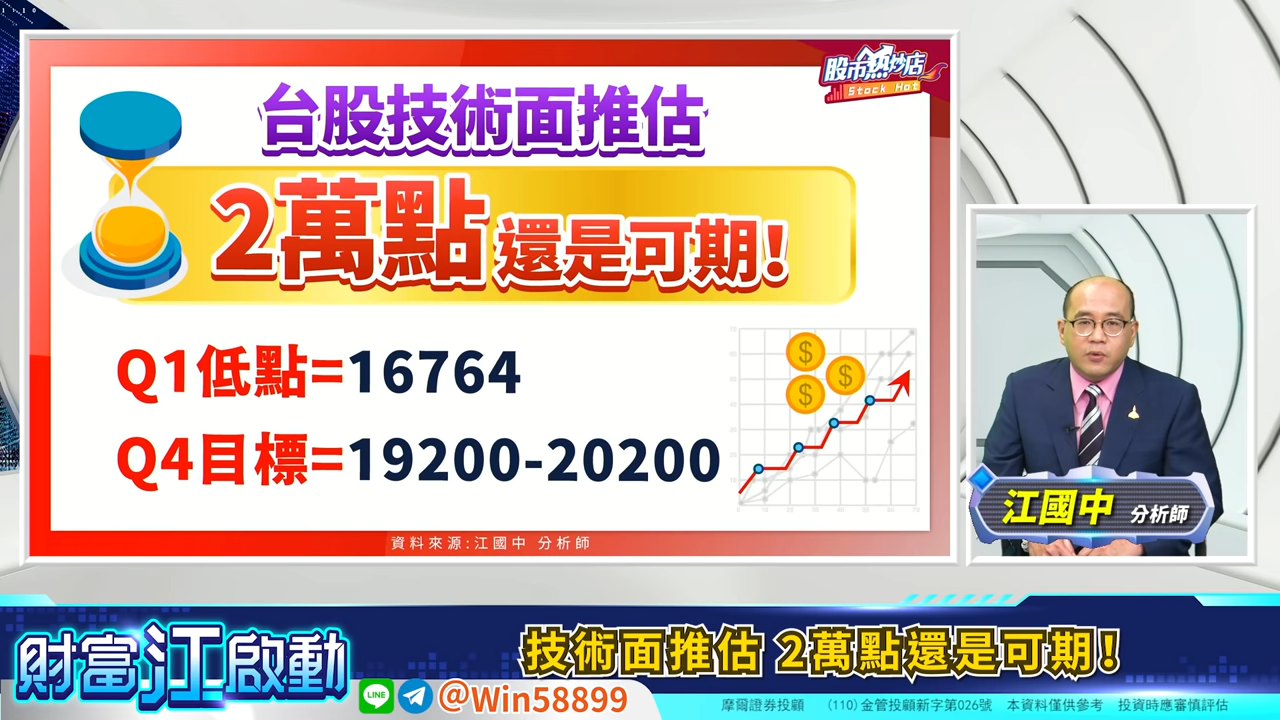 股市熱炒店
Stock Hot
台股技術面推估
2萬點還是可期!
Q1低點=16764
Q4目標=19200-20200
資料來源:江國中 分析師
江國中 分析師
財富江啟動
技術面推估 2萬點還是可期!
LINE
@Win58899
摩爾證券投顧 (110)金管投顧新字第026號 本資料僅供參考 投資時應審慎評估